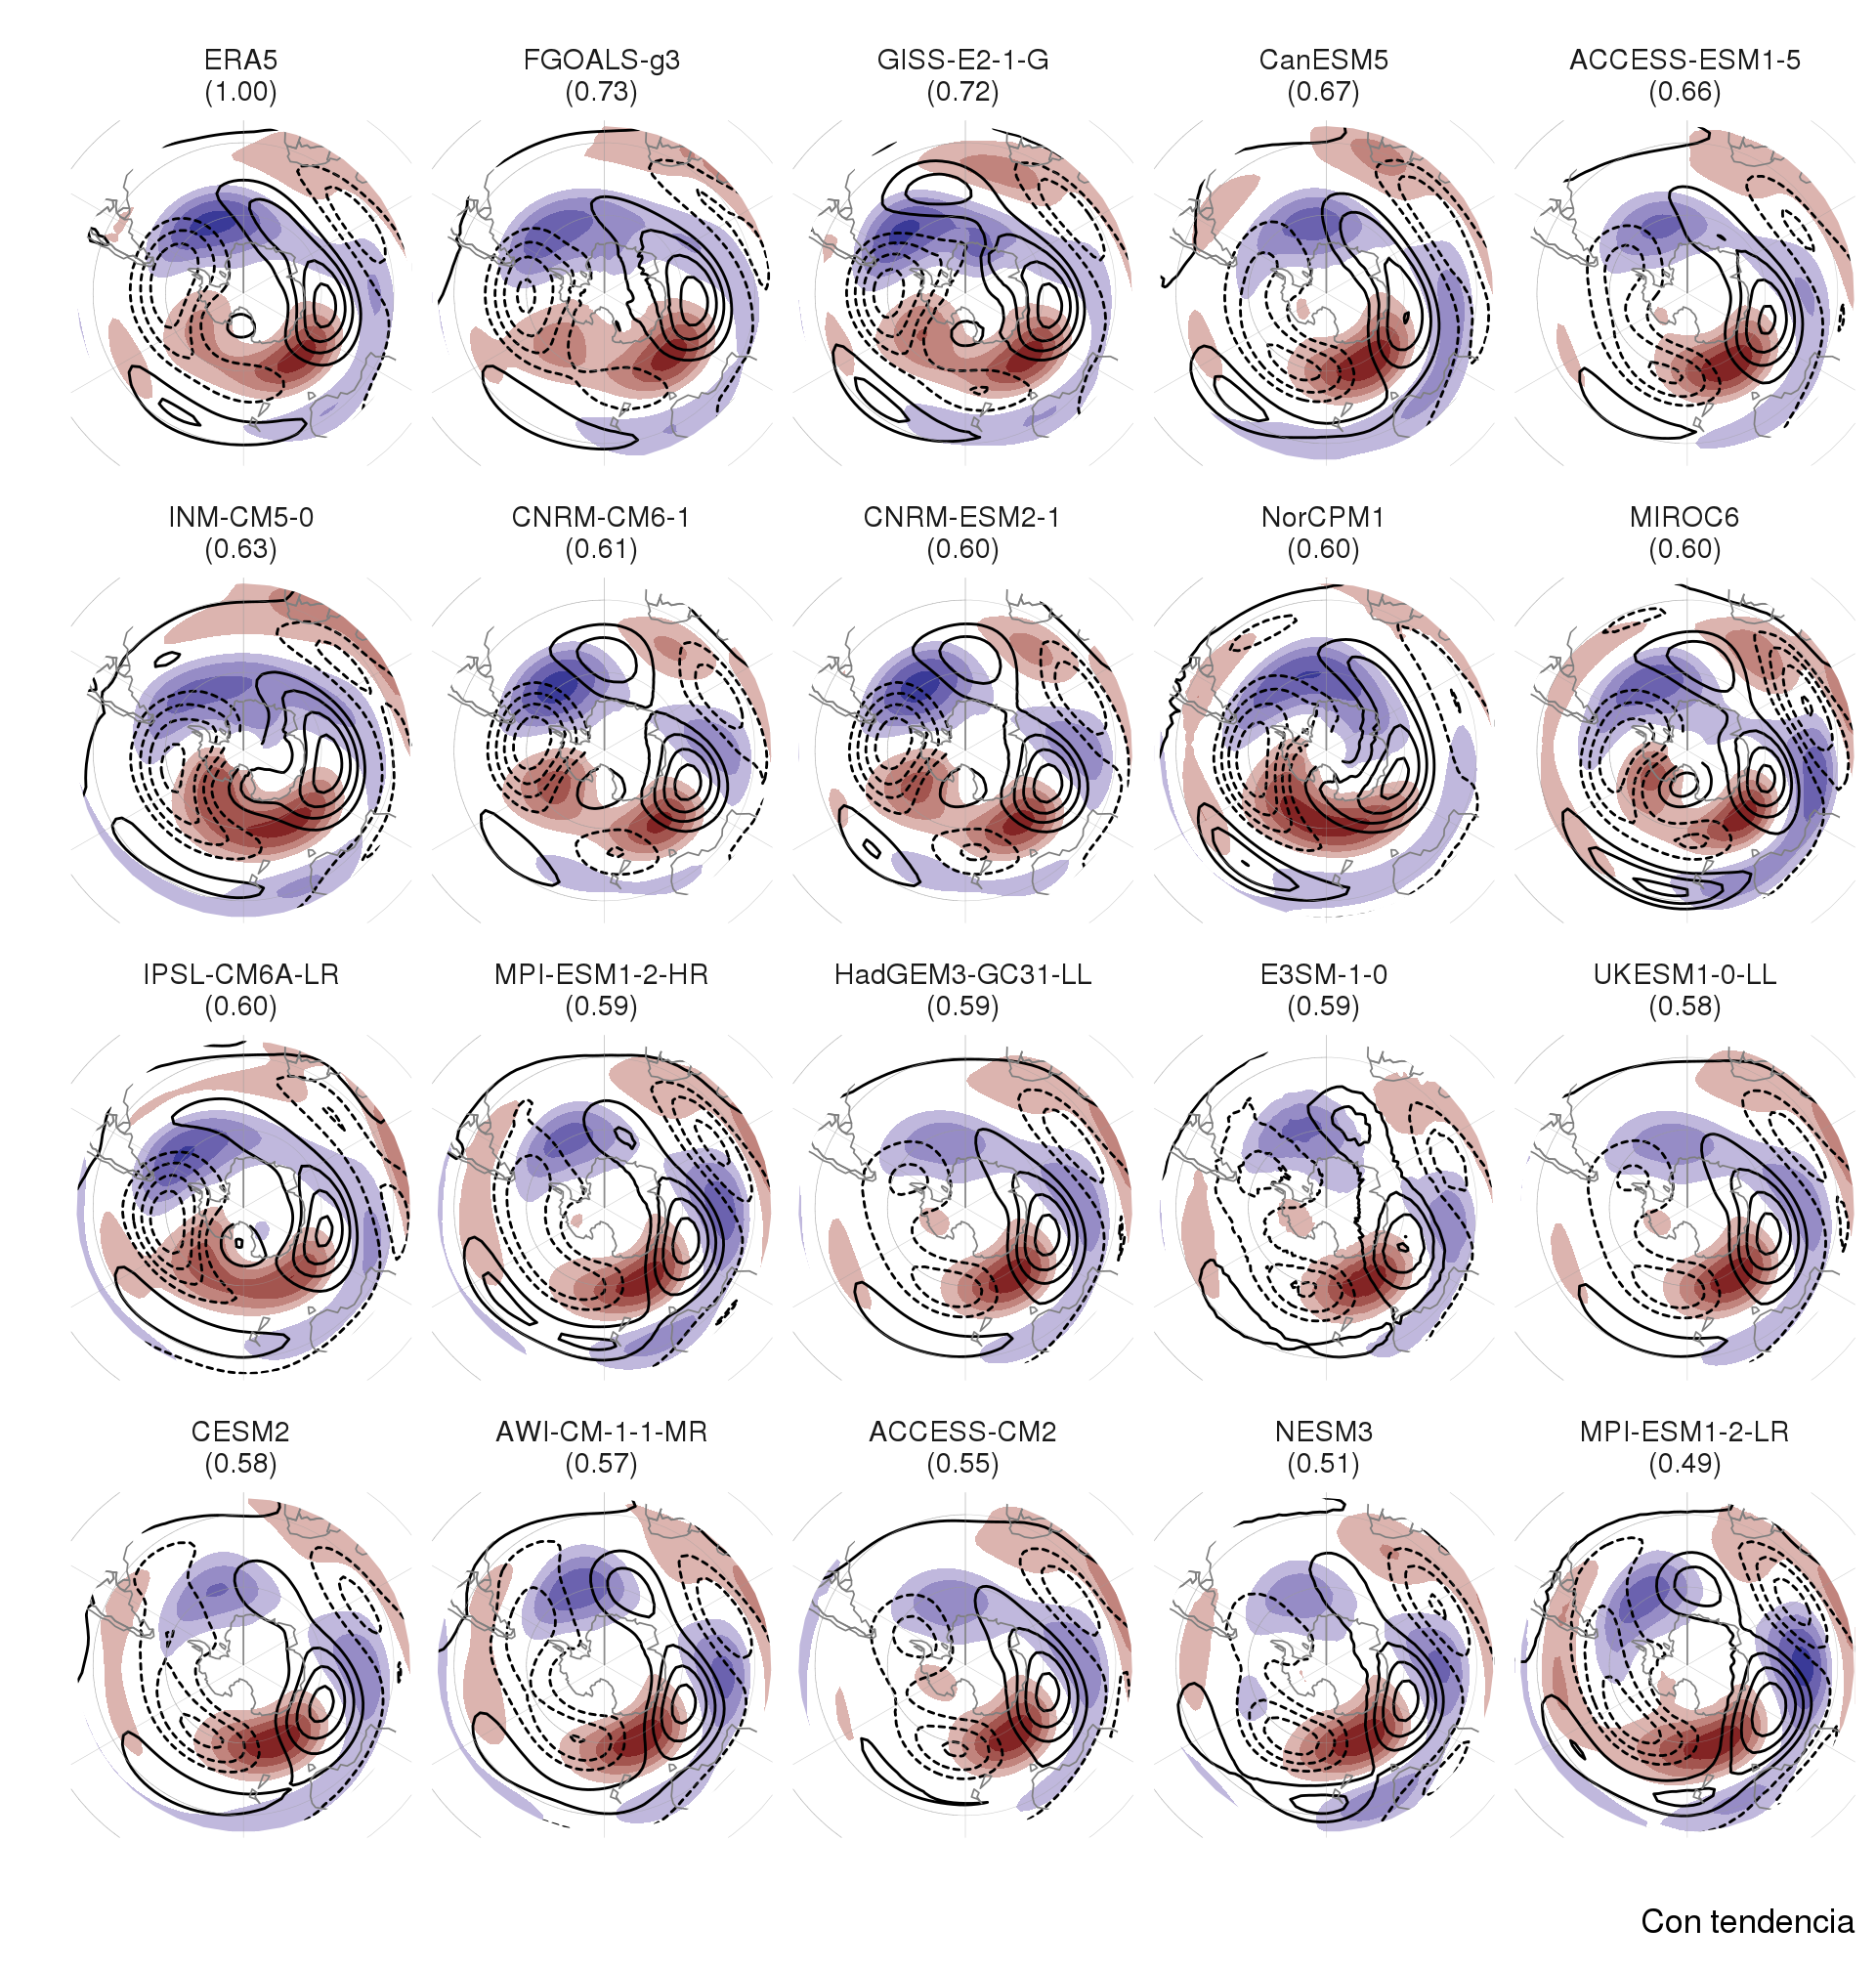 ERA5
(1.00)
FGOALS-g3
(0.73)
GISS-E2-1-G
(0.72)
CanESM5
(0.67)
ACCESS-ESM1-5
(0.66)
INM-CM5-0
(0.63)
CNRM-CM6-1
(0.61)
CNRM-ESM2-1
(0.60)
NorCPM1
(0.60)
MIROC6
(0.60)
IPSL-CM6A-LR
(0.60)
MPI-ESM1-2-HR
(0.59)
HadGEM3-GC31-LL
(0.59)
E3SM-1-0
(0.59)
UKESM1-0-LL
(0.58)
CESM2
(0.58)
AWI-CM-1-1-MR
(0.57)
ACCESS-CM2
(0.55)
NESM3
(0.51)
MPI-ESM1-2-LR
(0.49)
Con tendencia